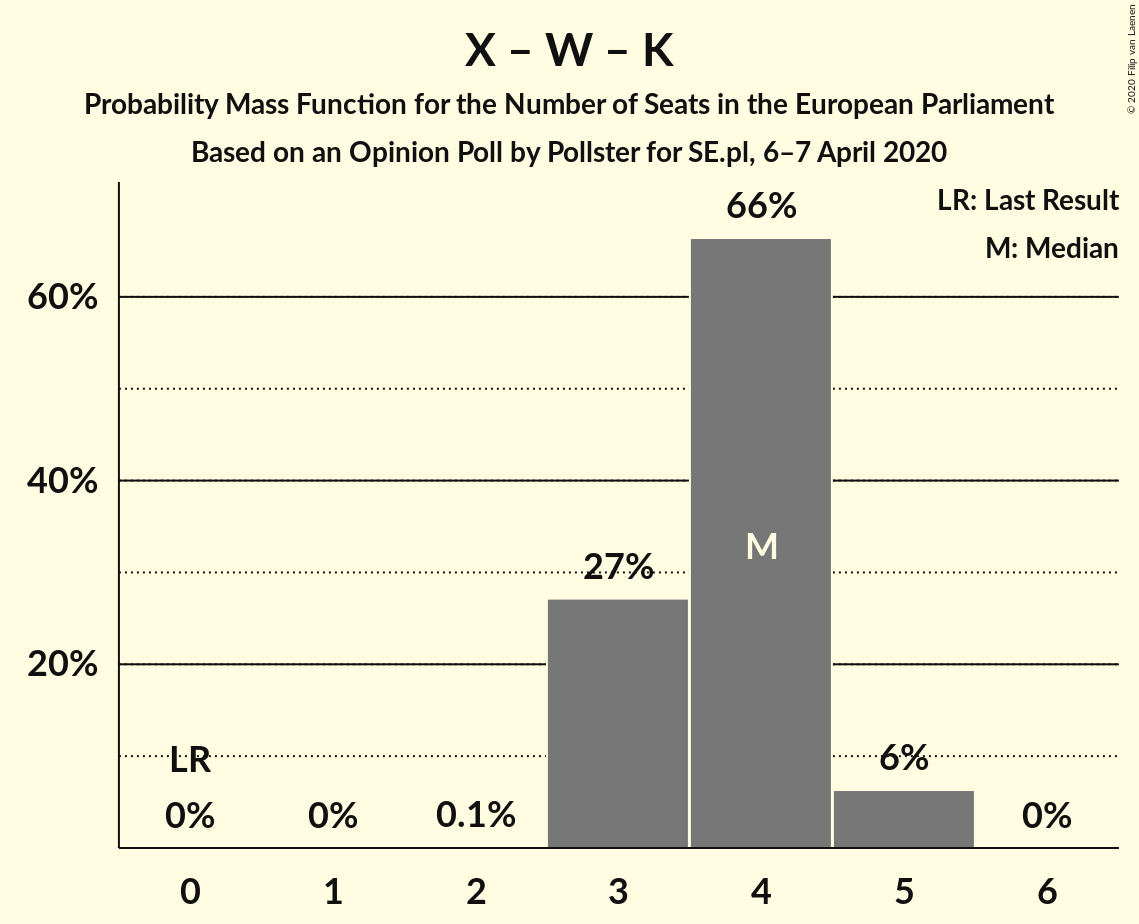 X – W – K
Probability Mass Function for the Number of Seats in the European Parliament
Based on an Opinion Poll by Pollster for SE.pl, 6–7 April 2020
© 2020 Filip van Laenen
LR: Last Result
M: Median
66%
60%
40%
M
27%
20%
LR
6%
0%
0%
0.1%
0%
0
1
2
3
4
5
6